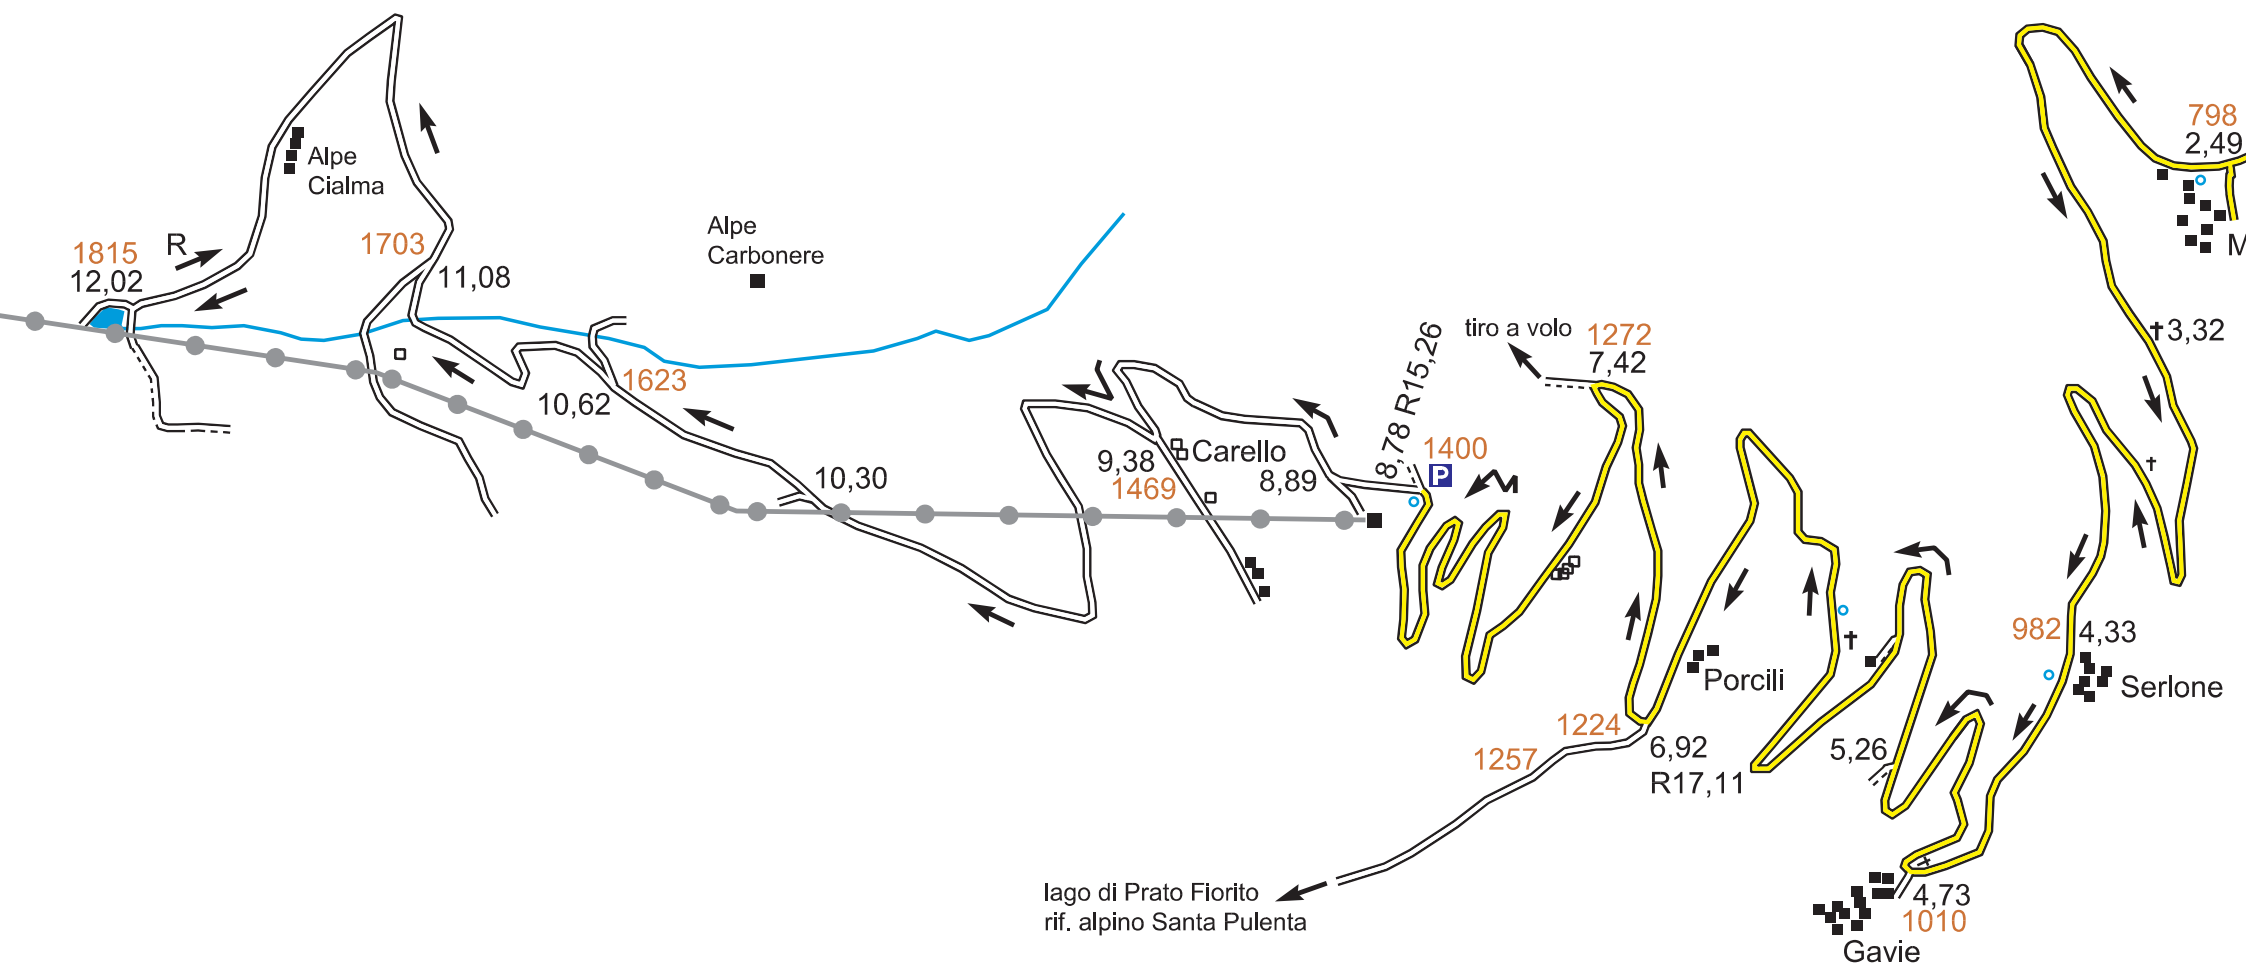 798
2,49
M
Alpe
Cialma
Alpe
Carbonere
1815
12,02
R
1703
11,08
10,62
1623
10,30
9,38
1469
Carello
8,89
8,78 R15,26
1400
P
tiro a volo
1272
7,42
3,32
982
4,33
Serlone
Porcili
1224
1257
6,92
R17,11
5,26
lago di Prato Fiorito
rif. alpino Santa Pulenta
4,73
1010
Gavie